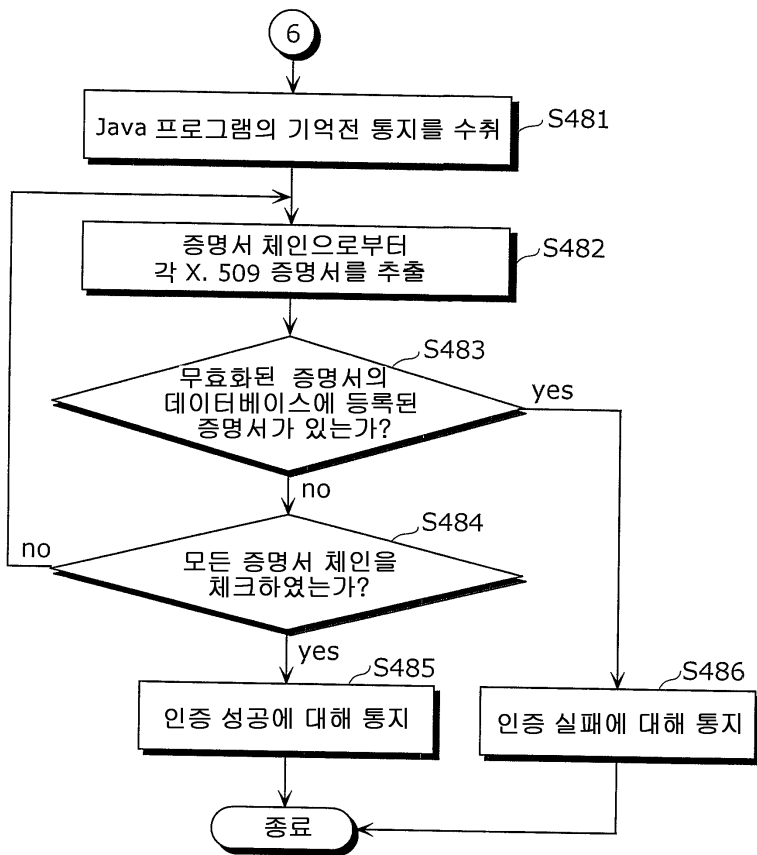 6
Java 프로그램의 기억전 통지를 수취
S481
증명서 체인으로부터
각 X. 509 증명서를 추출
S482
S483
무효화된 증명서의
데이터베이스에 등록된
증명서가 있는가?
yes
no
S484
no
모든 증명서 체인을
체크하였는가?
yes
S485
인증 성공에 대해 통지
S486
인증 실패에 대해 통지
종료